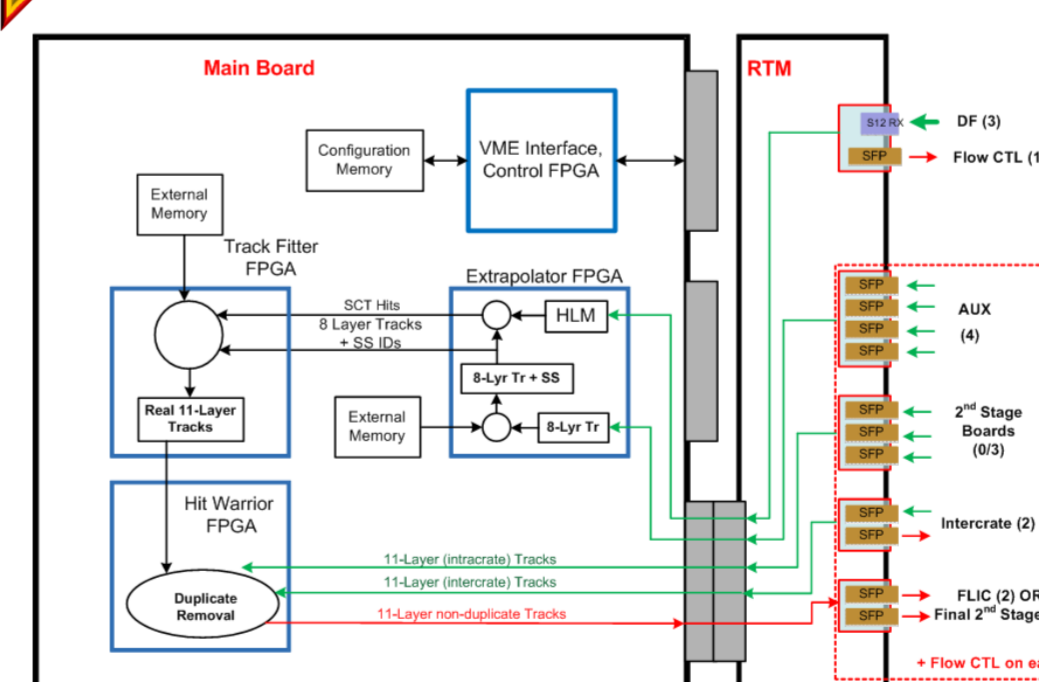 Main Board
RTM
Configuration
Memory
VME Interface,
Control FPGA
S12 RX
DF (3)
SFP
Flow CTL (1
External
Memory
Track Fitter
FPGA
Extrapolator FPGA
SCT Hits
8 Layer Tracks
+ SS IDs
HLM
8-Lyr Tr + SS
External
Memory
8-Lyr Tr
Real 11-Layer
Tracks
SFP
SFP
SFP
SFP
AUX
(4)
SFP
SFP
SFP
2nd Stage
Boards
(0/3)
Hit Warrior
FPGA
SFP
SFP
Intercrate (2)
11-Layer (intracrate) Tracks
11-Layer (intercrate) Tracks
11-Layer non-duplicate Tracks
Duplicate
Removal
SFP
SFP
FLIC (2) OR
Final 2nd Stage
+ Flow CTL on ea